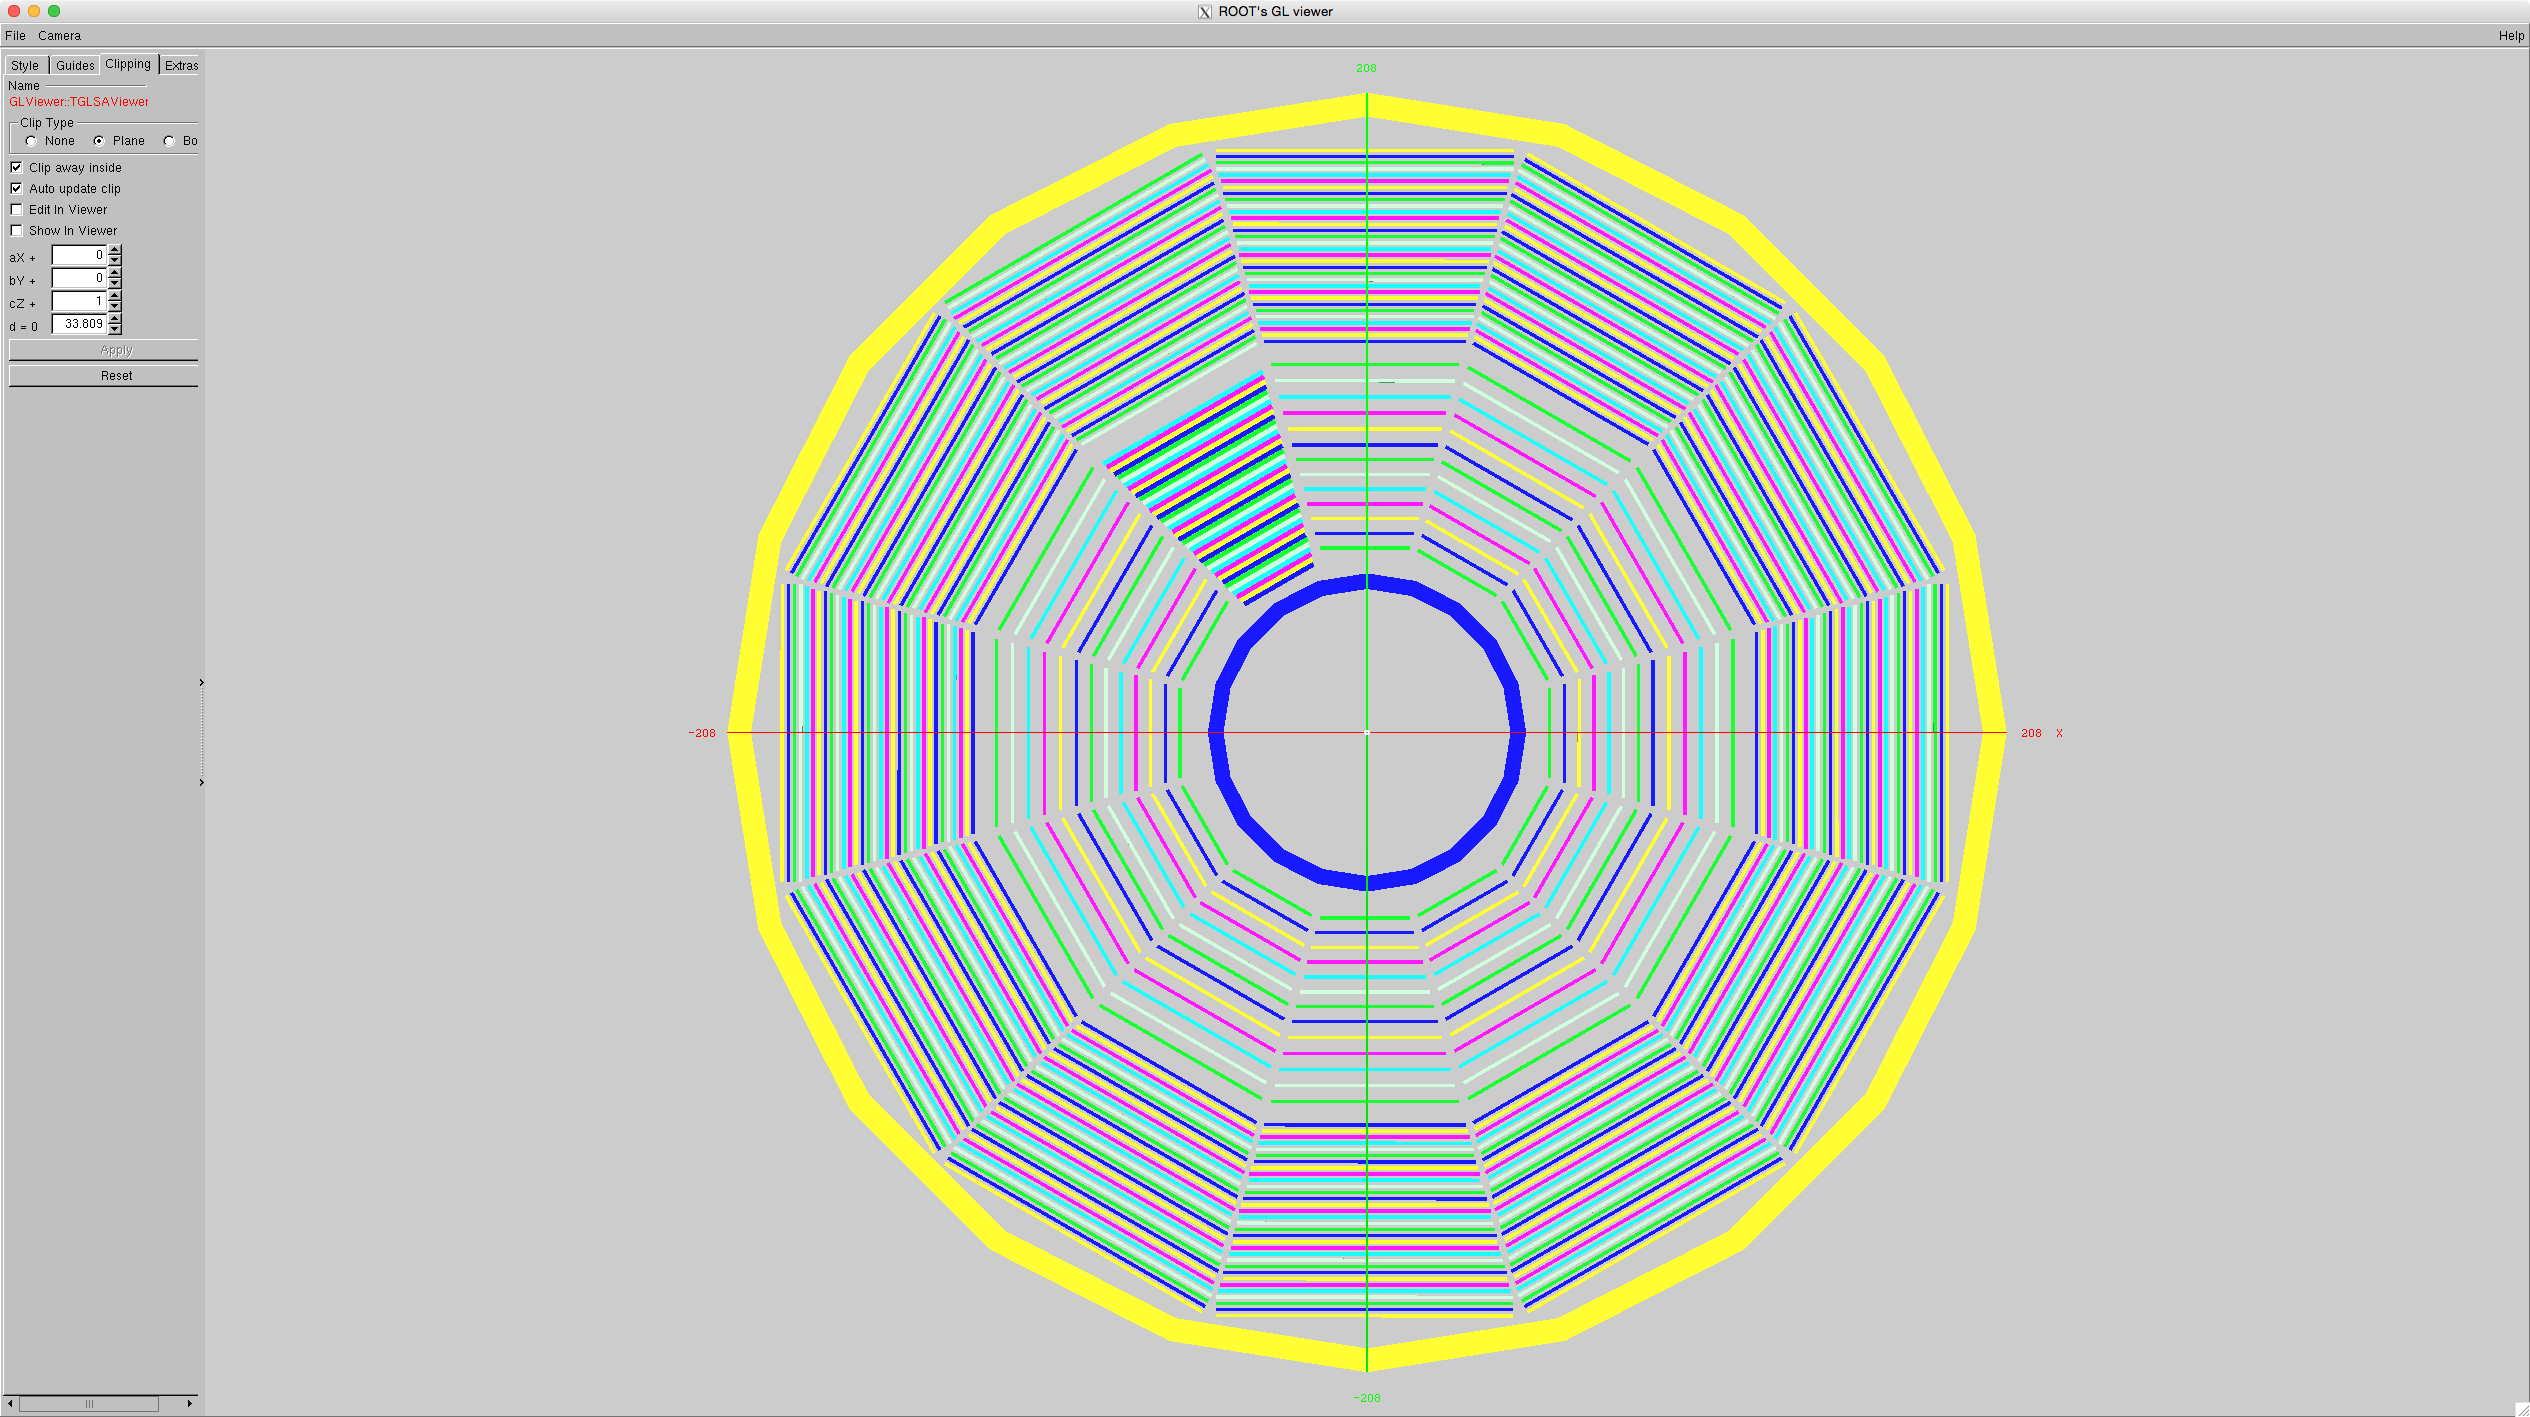 X ROOT's GL viewer
File Camera Help
Style Guides Clipping Extras
Name
GLViewer::TGLSAViewer
Clip Type
None Plane Bo
Clip away inside
Auto update clip
Edit In Viewer
Show In Viewer
aX + 0
bY + 0
cZ + 1
d = 0 33.809
Apply
Reset
208
-208
208 X
-208